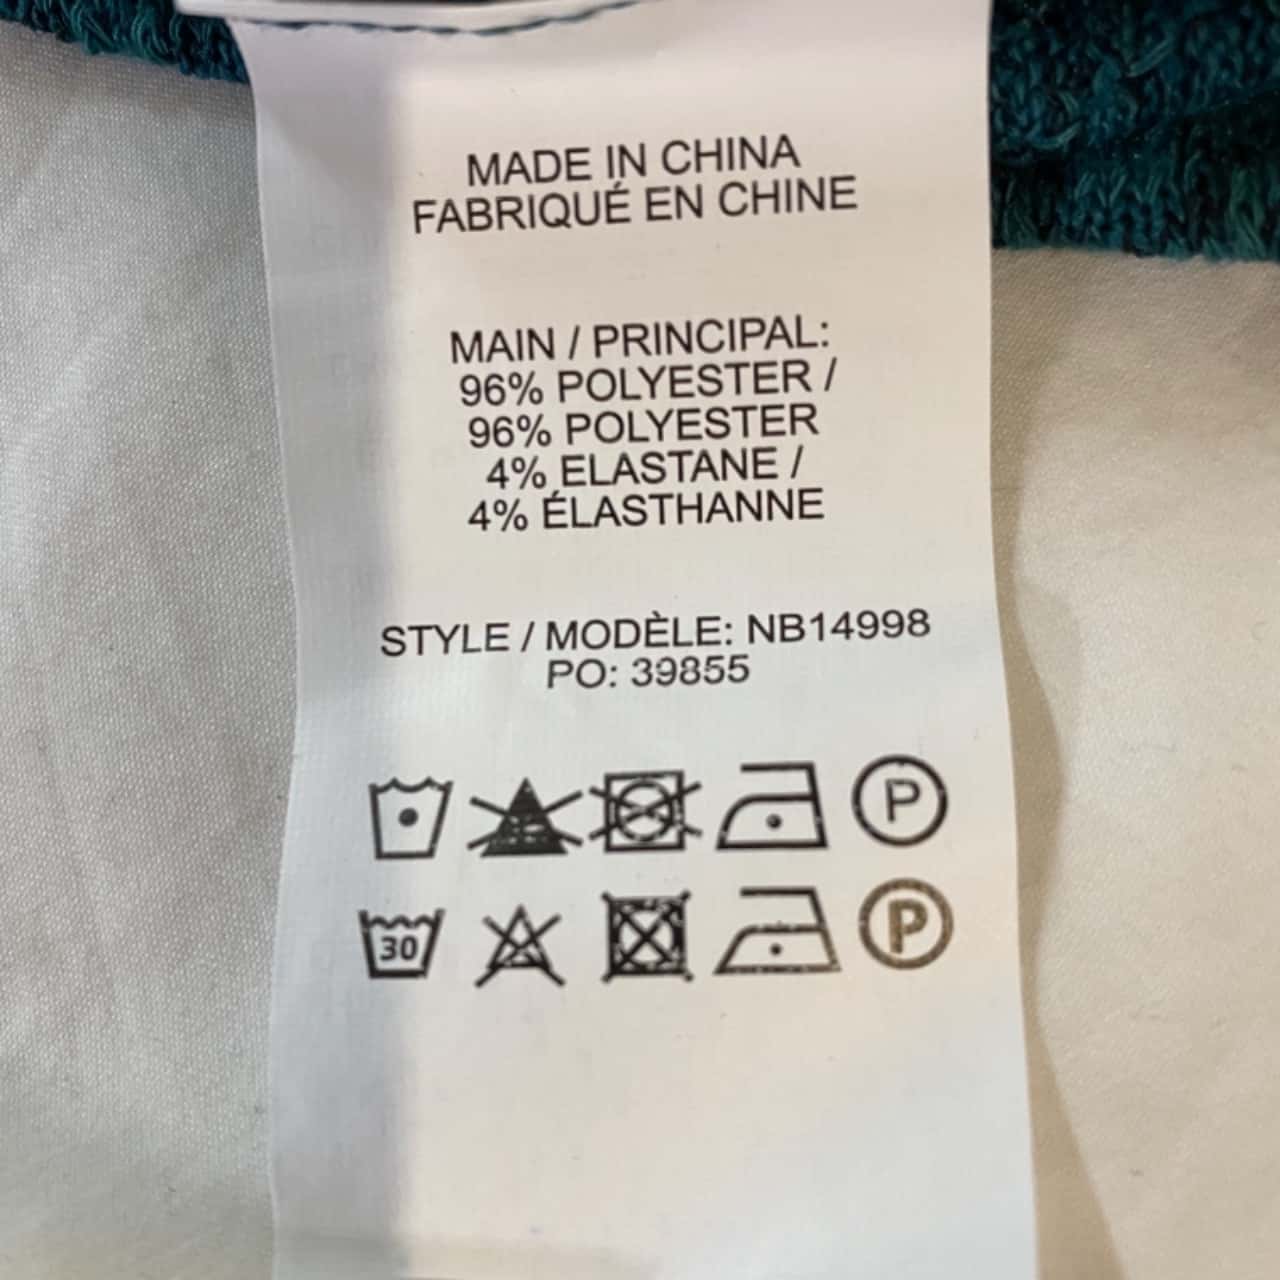 MADE IN CHINA
FABRIQUÉ EN CHINE
MAIN / PRINCIPAL:
96% POLYESTER /
96% POLYESTER
4% ELASTANE /
4% ÉLASTHANNE
STYLE / MODÈLE: NB14998
PO: 39855
P
30 P